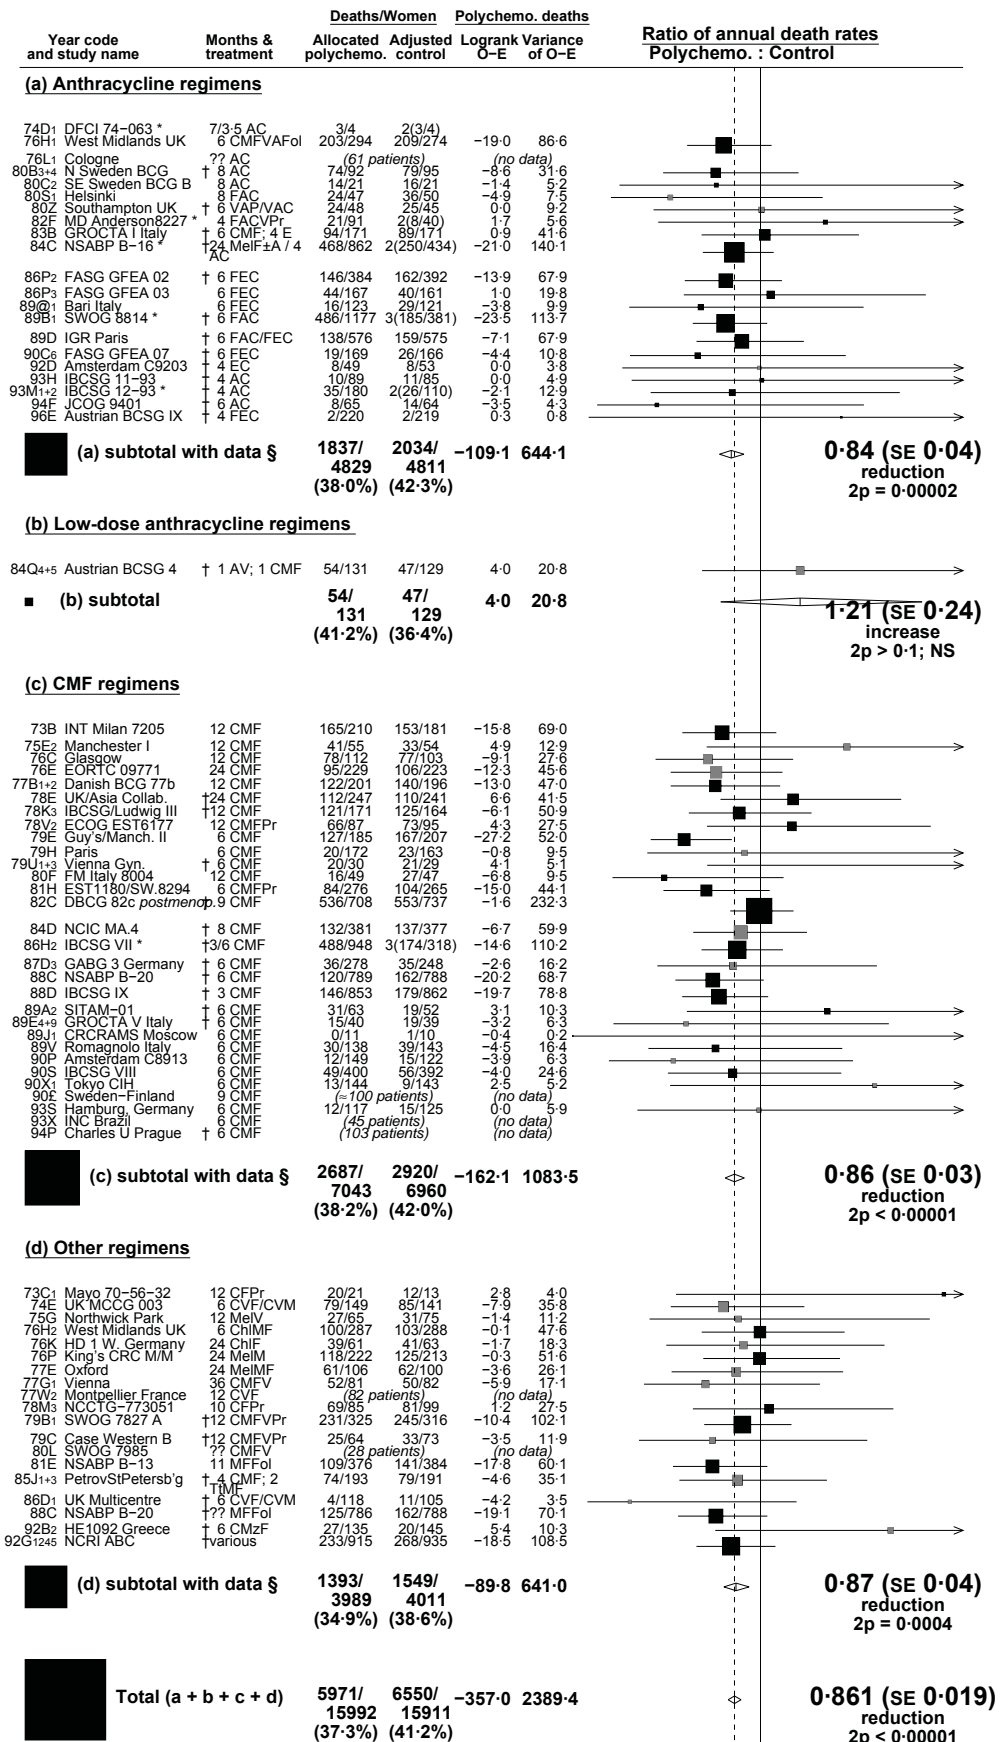 Deaths/Women Polychemo. deaths
Year code Months & Allocated Adjusted Logrank Variance Ratio of annual death rates
and study name treatment polychemo. control O−E of O−E Polychemo. : Control
(a) Anthracycline regimens
74D1 DFCI 74−063 * 7/3·5 AC 3/4 2(3/4)
76H1 West Midlands UK 6 CMFVAFol 203/294 209/274 −19·0 86·6
76L1 Cologne ?? AC (61 patients) (no data)
80B3+4 N Sweden BCG † 8 AC 74/92 79/95 −8·6 31·6
80C2 SE Sweden BCG B 8 AC 14/21 16/21 −1·4 5·2
80S1 Helsinki 8 FAC 24/47 36/50 −4·9 7·5
80Z Southampton UK † 6 VAP/VAC 24/48 25/45 0·0 9·2
82F MD Anderson8227 * † 4 FACVPr 21/91 2(8/40) 1·7 5·6
83B GROCTA I Italy † 6 CMF; 4 E 94/171 89/171 0·9 41·6
84C NSABP B−16 * †24 MelF±A / 4 468/862 2(250/434) −21·0 140·1
AC
86P2 FASG GFEA 02 † 6 FEC 146/384 162/392 −13·9 67·9
86P3 FASG GFEA 03 6 FEC 44/167 40/161 1·0 19·8
89@1 Bari Italy 6 FEC 16/123 29/121 −3·8 9·9
89B1 SWOG 8814 * † 6 FAC 486/1177 3(185/381) −23·5 113·7
89D IGR Paris † 6 FAC/FEC 138/576 159/575 −7·1 67·9
90C6 FASG GFEA 07 † 6 FEC 19/169 26/166 −4·4 10·8
92D Amsterdam C9203 † 4 EC 8/49 8/53 0·0 3·8
93H IBCSG 11−93 † 4 AC 10/89 11/85 0·0 4·9
93M1+2 IBCSG 12−93 * † 4 AC 35/180 2(26/110) −2·1 12·9
94F JCOG 9401 † 6 AC 8/65 14/64 −3·5 4·3
96E Austrian BCSG IX † 4 FEC 2/220 2/219 0·3 0·8
(a) subtotal with data § 1837/ 2034/ −109·1 644·1 0·84 (SE 0·04)
4829 4811 reduction
(38·0%) (42·3%) 2p = 0·00002
(b) Low−dose anthracycline regimens
84Q4+5 Austrian BCSG 4 † 1 AV; 1 CMF 54/131 47/129 4·0 20·8
(b) subtotal 54/ 47/ 4·0 20·8 1·21 (SE 0·24)
131 129 increase
(41·2%) (36·4%) 2p > 0·1; NS
(c) CMF regimens
73B INT Milan 7205 12 CMF 165/210 153/181 −15·8 69·0
75E2 Manchester I 12 CMF 41/55 33/54 4·9 12·9
76C Glasgow 12 CMF 78/112 77/103 −9·1 27·6
76E EORTC 09771 24 CMF 95/229 106/223 −12·3 45·6
77B1+2 Danish BCG 77b 12 CMF 122/201 140/196 −13·0 47·0
78E UK/Asia Collab. †24 CMF 112/247 110/241 6·6 41·5
78K3 IBCSG/Ludwig III †12 CMF 121/171 125/164 −6·1 50·9
78V2 ECOG EST6177 12 CMFPr 66/87 73/95 4·3 27·5
79E Guy's/Manch. II 6 CMF 127/185 167/207 −27·2 52·0
79H Paris 6 CMF 20/172 23/163 −0·8 9·5
79U1+3 Vienna Gyn. † 6 CMF 20/30 21/29 4·1 5·1
80F FM Italy 8004 12 CMF 16/49 27/47 −6·8 9·5
81H EST1180/SW.8294 6 CMFPr 84/276 104/265 −15·0 44·1
82C DBCG 82c postmenop.† 9 CMF 536/708 553/737 −1·6 232·3
84D NCIC MA.4 † 8 CMF 132/381 137/377 −6·7 59·9
86H2 IBCSG VII * †3/6 CMF 488/948 3(174/318) −14·6 110·2
87D3 GABG 3 Germany † 6 CMF 36/278 35/248 −2·6 16·2
88C NSABP B−20 † 6 CMF 120/789 162/788 −20·2 68·7
88D IBCSG IX † 3 CMF 146/853 179/862 −19·7 78·8
89A2 SITAM−01 † 6 CMF 31/63 19/52 3·1 10·3
89E4+9 GROCTA V Italy † 6 CMF 15/40 19/39 −3·2 6·3
89J1 CRCRAMS Moscow 6 CMF 0/11 1/10 −0·4 0·2
89V Romagnolo Italy 6 CMF 30/138 39/143 −4·5 16·4
90P Amsterdam C8913 6 CMF 12/149 15/122 −3·9 6·3
90S IBCSG VIII 6 CMF 49/400 56/392 −4·0 24·6
90X1 Tokyo CIH 6 CMF 13/144 9/143 2·5 5·2
90£ Sweden−Finland 9 CMF (≈100 patients) (no data)
93S Hamburg, Germany 6 CMF 12/117 15/125 0·0 5·9
93X INC Brazil 6 CMF (45 patients) (no data)
94P Charles U Prague † 6 CMF (103 patients) (no data)
(c) subtotal with data § 2687/ 2920/ −162·1 1083·5 0·86 (SE 0·03)
7043 6960 reduction
(38·2%) (42·0%) 2p < 0·00001
(d) Other regimens
73C1 Mayo 70−56−32 12 CFPr 20/21 12/13 2·8 4·0
74E UK MCCG 003 6 CVF/CVM 79/149 85/141 −7·9 35·8
75G Northwick Park 12 MelV 27/65 31/75 −1·4 11·2
76H2 West Midlands UK 6 ChlMF 100/287 103/288 −0·1 47·6
76K HD 1 W. Germany 24 ChlF 39/61 41/63 −1·7 18·3
76P King's CRC M/M 24 MelM 118/222 125/213 −0·3 51·6
77E Oxford 24 MelMF 61/106 62/100 −3·6 26·1
77G1 Vienna 36 CMFV 52/81 50/82 −5·9 17·1
77W2 Montpellier France 12 CVF (82 patients) (no data)
78M3 NCCTG−773051 10 CFPr 69/85 81/99 1·2 27·5
79B1 SWOG 7827 A †12 CMFVPr 231/325 245/316 −10·4 102·1
79C Case Western B †12 CMFVPr 25/64 33/73 −3·5 11·9
80L SWOG 7985 ?? CMFV (28 patients) (no data)
81E NSABP B−13 11 MFFol 109/376 141/384 −17·8 60·1
85J1+3 PetrovStPetersb'g † 4 CMF; 2 74/193 79/191 −4·6 35·1
TtMF
86D1 UK Multicentre † 6 CVF/CVM 4/118 11/105 −4·2 3·5
88C NSABP B−20 †?? MFFol 125/786 162/788 −19·1 70·1
92B2 HE1092 Greece † 6 CMzF 27/135 20/145 5·4 10·3
92G1245 NCRI ABC †various 233/915 268/935 −18·5 108·5
(d) subtotal with data § 1393/ 1549/ −89·8 641·0 0·87 (SE 0·04)
3989 4011 reduction
(34·9%) (38·6%) 2p = 0·0004
Total (a + b + c + d) 5971/ 6550/ −357·0 2389·4 0·861 (SE 0·019)
15992 15911 reduction
(37·3%) (41·2%) 2p < 0·00001